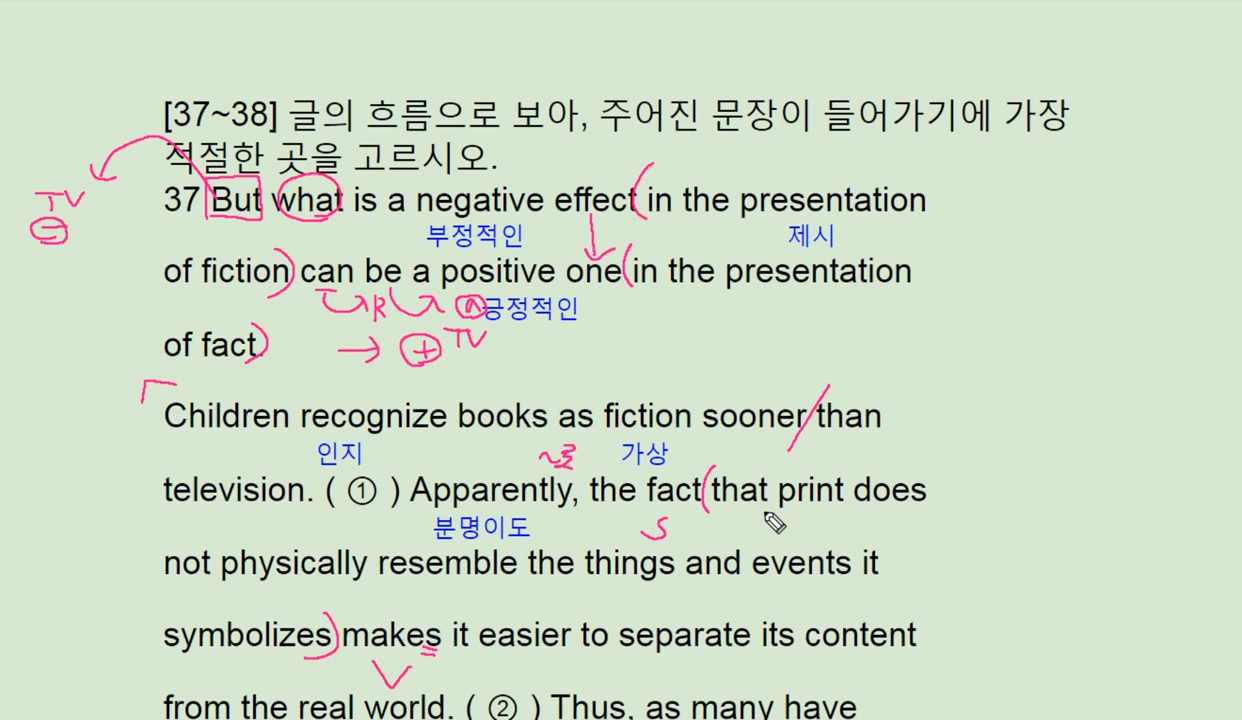 [37~38] 글의 흐름으로 보아, 주어진 문장이 들어가기에 가장
적절한 곳을 고르시오.
TV
37 But what is a negative effect in the presentation
부정적인 제시
of fiction can be a positive one in the presentation
긍정적인
of fact.
→ + TV
Children recognize books as fiction sooner than
인지 ~로 가상
television. ( ① ) Apparently, the fact that print does
분명이도 S
not physically resemble the things and events it
symbolizes makes it easier to separate its content
V
from the real world. ( ② ) Thus, as many have